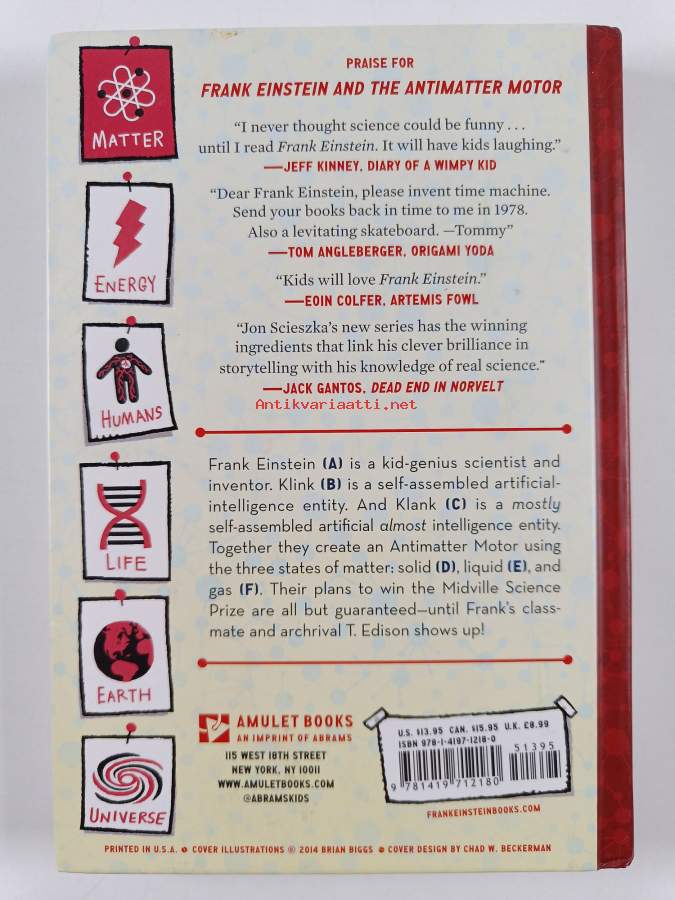 MATTER
ENERGY
HUMANS
LIFE
EARTH
UNIVERSE
PRAISE FOR
FRANK EINSTEIN AND THE ANTIMATTER MOTOR
“I never thought science could be funny . . .
until I read Frank Einstein. It will have kids laughing.”
—JEFF KINNEY, DIARY OF A WIMPY KID
“Dear Frank Einstein, please invent time machine.
Send your books back in time to me in 1978.
Also a levitating skateboard. —Tommy”
—TOM ANGLEBERGER, ORIGAMI YODA
“Kids will love Frank Einstein.”
—EOIN COLFER, ARTEMIS FOWL
“Jon Scieszka’s new series has the winning
ingredients that link his clever brilliance in
storytelling with his knowledge of real science.”
—JACK GANTOS, DEAD END IN NORVELT
Antikvariaatti.net
Frank Einstein (A) is a kid-genius scientist and
inventor. Klink (B) is a self-assembled artificial-
intelligence entity. And Klank (C) is a mostly
self-assembled artificial almost intelligence entity.
Together they create an Antimatter Motor using
the three states of matter: solid (D), liquid (E), and
gas (F). Their plans to win the Midville Science
Prize are all but guaranteed—until Frank’s class-
mate and archrival T. Edison shows up!
AMULET BOOKS
AN IMPRINT OF ABRAMS
115 WEST 18TH STREET
NEW YORK, NY 10011
WWW.AMULETBOOKS.COM
@ABRAMSKIDS
U.S. $13.95 CAN. $15.95 U.K. £8.99
ISBN 978-1-4197-1218-0
51395
9 781419 712180
FRANKEINSTEINBOOKS.COM
PRINTED IN U.S.A. • COVER ILLUSTRATIONS © 2014 BRIAN BIGGS • COVER DESIGN BY CHAD W. BECKERMAN